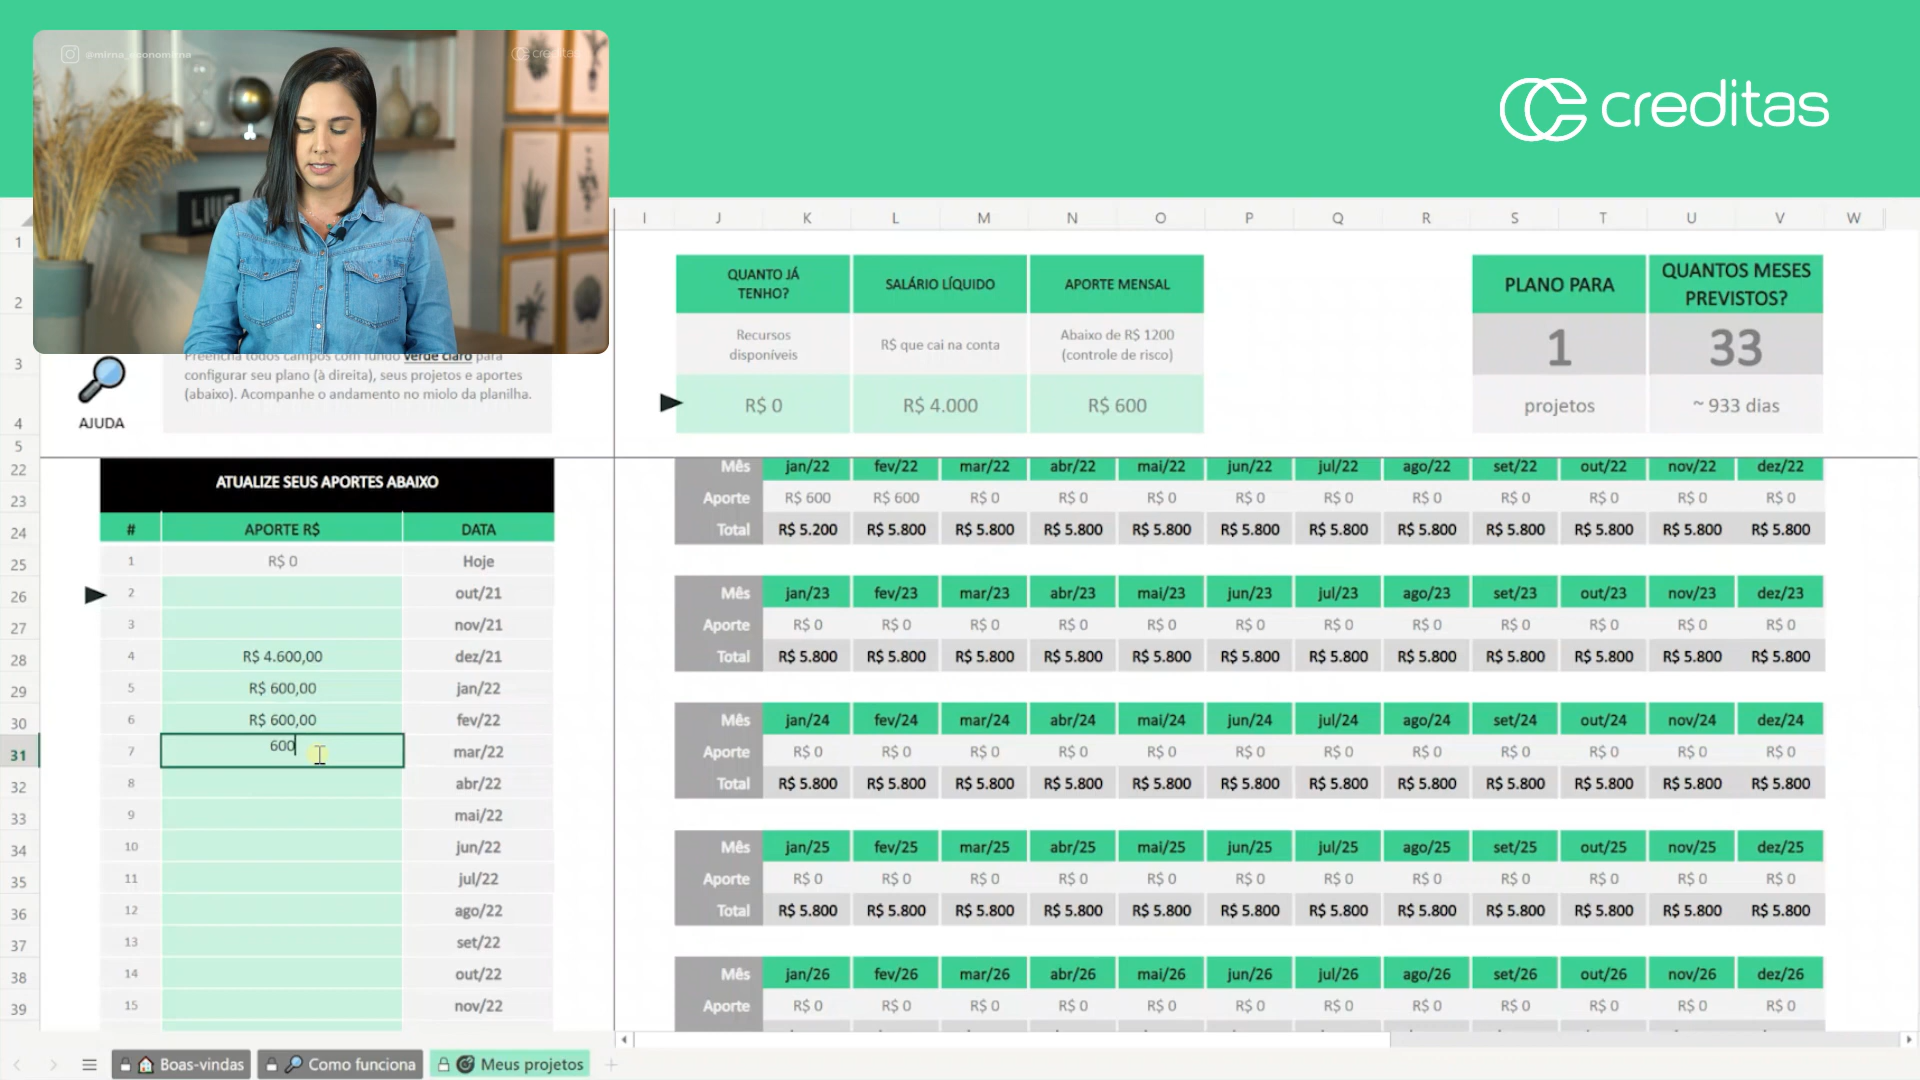 @mirna_economirna
creditas
LIVE
creditas
I J K L M N O P Q R S T U V W
1
2
3
4
5
QUANTO JÁ TENHO? SALÁRIO LÍQUIDO APORTE MENSAL
Recursos disponíveis R$ que cai na conta Abaixo de R$ 1200 (controle de risco)
R$ 0 R$ 4.000 R$ 600
PLANO PARA QUANTOS MESES PREVISTOS?
1 33
projetos ~ 933 dias
AJUDA
Preencha todos campos com fundo verde claro para
configurar seu plano (à direita), seus projetos e aportes
(abaixo). Acompanhe o andamento no miolo da planilha.
22
23
24
25
26
27
28
29
30
31
32
33
34
35
36
37
38
39
ATUALIZE SEUS APORTES ABAIXO
# APORTE R$ DATA
1 R$ 0 Hoje
2 out/21
3 nov/21
4 R$ 4.600,00 dez/21
5 R$ 600,00 jan/22
6 R$ 600,00 fev/22
7 600 mar/22
8 abr/22
9 mai/22
10 jun/22
11 jul/22
12 ago/22
13 set/22
14 out/22
15 nov/22
Mês jan/22 fev/22 mar/22 abr/22 mai/22 jun/22 jul/22 ago/22 set/22 out/22 nov/22 dez/22
Aporte R$ 600 R$ 600 R$ 0 R$ 0 R$ 0 R$ 0 R$ 0 R$ 0 R$ 0 R$ 0 R$ 0 R$ 0
Total R$ 5.200 R$ 5.800 R$ 5.800 R$ 5.800 R$ 5.800 R$ 5.800 R$ 5.800 R$ 5.800 R$ 5.800 R$ 5.800 R$ 5.800 R$ 5.800
Mês jan/23 fev/23 mar/23 abr/23 mai/23 jun/23 jul/23 ago/23 set/23 out/23 nov/23 dez/23
Aporte R$ 0 R$ 0 R$ 0 R$ 0 R$ 0 R$ 0 R$ 0 R$ 0 R$ 0 R$ 0 R$ 0 R$ 0
Total R$ 5.800 R$ 5.800 R$ 5.800 R$ 5.800 R$ 5.800 R$ 5.800 R$ 5.800 R$ 5.800 R$ 5.800 R$ 5.800 R$ 5.800 R$ 5.800
Mês jan/24 fev/24 mar/24 abr/24 mai/24 jun/24 jul/24 ago/24 set/24 out/24 nov/24 dez/24
Aporte R$ 0 R$ 0 R$ 0 R$ 0 R$ 0 R$ 0 R$ 0 R$ 0 R$ 0 R$ 0 R$ 0 R$ 0
Total R$ 5.800 R$ 5.800 R$ 5.800 R$ 5.800 R$ 5.800 R$ 5.800 R$ 5.800 R$ 5.800 R$ 5.800 R$ 5.800 R$ 5.800 R$ 5.800
Mês jan/25 fev/25 mar/25 abr/25 mai/25 jun/25 jul/25 ago/25 set/25 out/25 nov/25 dez/25
Aporte R$ 0 R$ 0 R$ 0 R$ 0 R$ 0 R$ 0 R$ 0 R$ 0 R$ 0 R$ 0 R$ 0 R$ 0
Total R$ 5.800 R$ 5.800 R$ 5.800 R$ 5.800 R$ 5.800 R$ 5.800 R$ 5.800 R$ 5.800 R$ 5.800 R$ 5.800 R$ 5.800 R$ 5.800
Mês jan/26 fev/26 mar/26 abr/26 mai/26 jun/26 jul/26 ago/26 set/26 out/26 nov/26 dez/26
Aporte R$ 0 R$ 0 R$ 0 R$ 0 R$ 0 R$ 0 R$ 0 R$ 0 R$ 0 R$ 0 R$ 0 R$ 0
Boas-vindas Como funciona Meus projetos